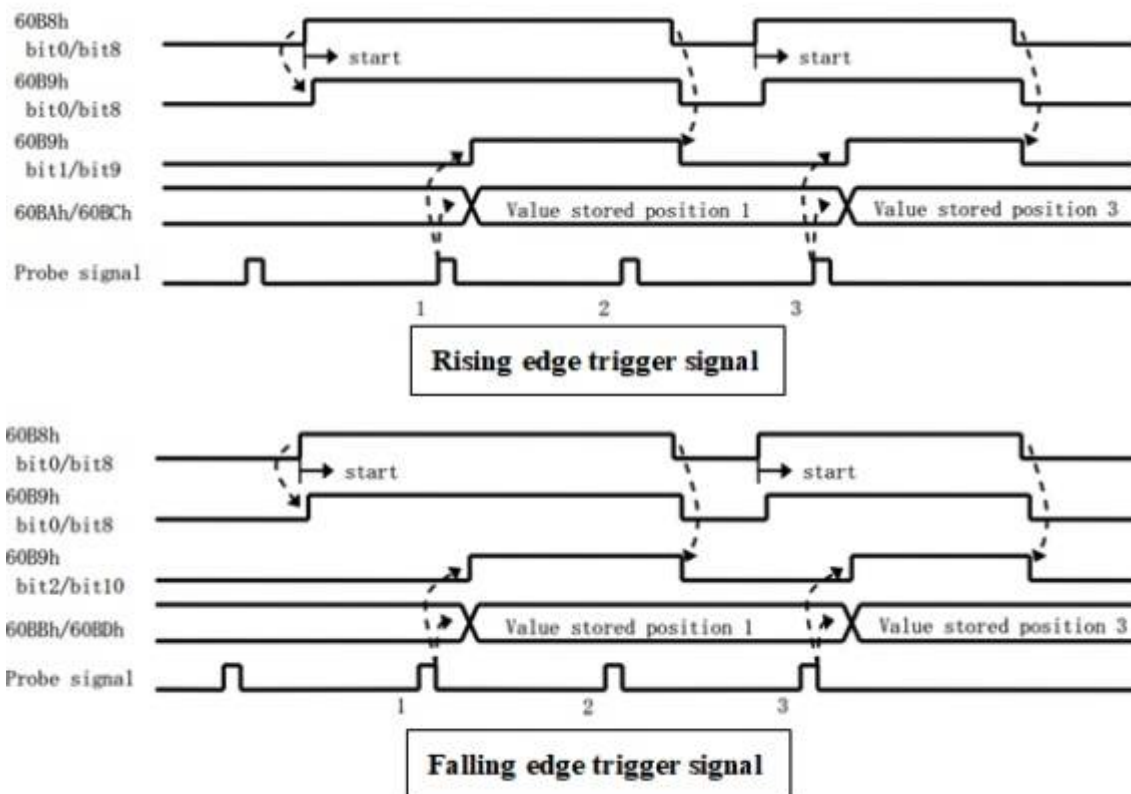 60B8h
bit0/bit8
start
start
60B9h
bit0/bit8
60B9h
bit1/bit9
60BAh/60BCh
Value stored position 1
Value stored position 3
Probe signal
1
2
3
Rising edge trigger signal
60B8h
bit0/bit8
start
start
60B9h
bit0/bit8
60B9h
bit2/bit10
60BBh/60BDh
Value stored position 1
Value stored position 3
Probe signal
1
2
3
Falling edge trigger signal